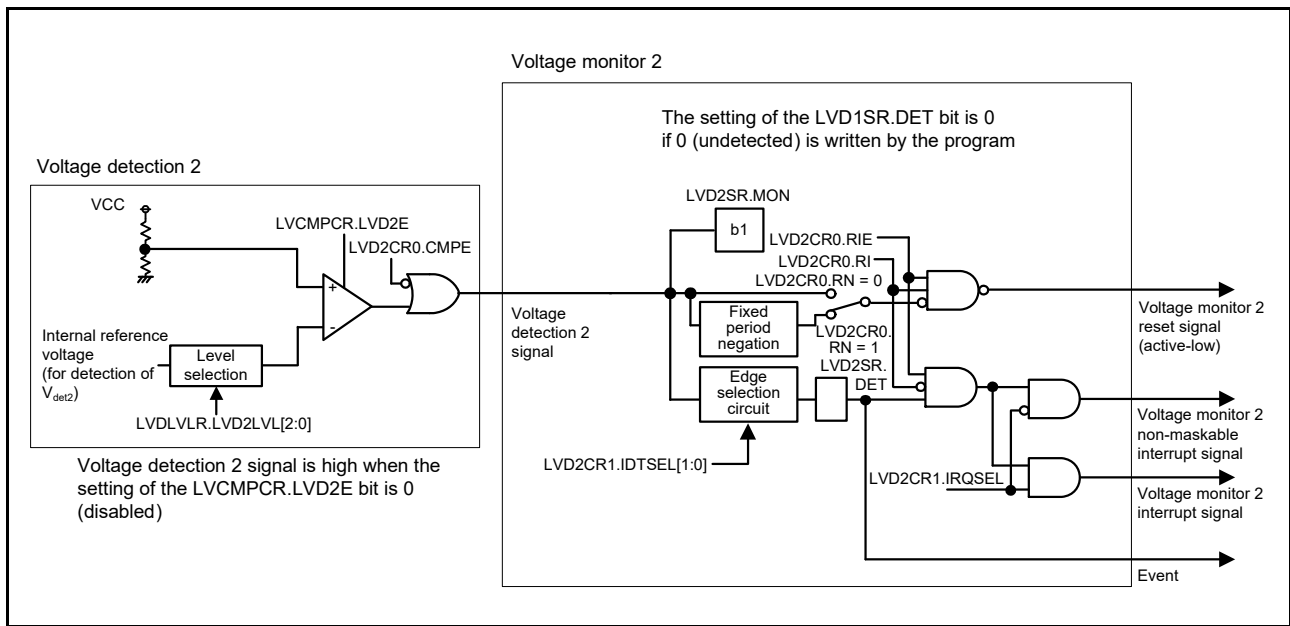 Voltage monitor 2
The setting of the LVD1SR.DET bit is 0
if 0 (undetected) is written by the program
Voltage detection 2
VCC
LVCMPCR.LVD2E
LVD2CR0.CMPE
+
-
Internal reference
voltage
(for detection of
Vdet2)
Level
selection
LVDLVLR.LVD2LVL[2:0]
Voltage detection 2 signal is high when the
setting of the LVCMPCR.LVD2E bit is 0
(disabled)
Voltage
detection 2
signal
LVD2SR.MON
b1
LVD2CR0.RIE
LVD2CR0.RI
LVD2CR0.RN = 0
Fixed
period
negation
LVD2CR0.
RN = 1
LVD2SR.
DET
Edge
selection
circuit
LVD2CR1.IDTSEL[1:0]
LVD2CR1.IRQSEL
Voltage monitor 2
reset signal
(active-low)
Voltage monitor 2
non-maskable
interrupt signal
Voltage monitor 2
interrupt signal
Event